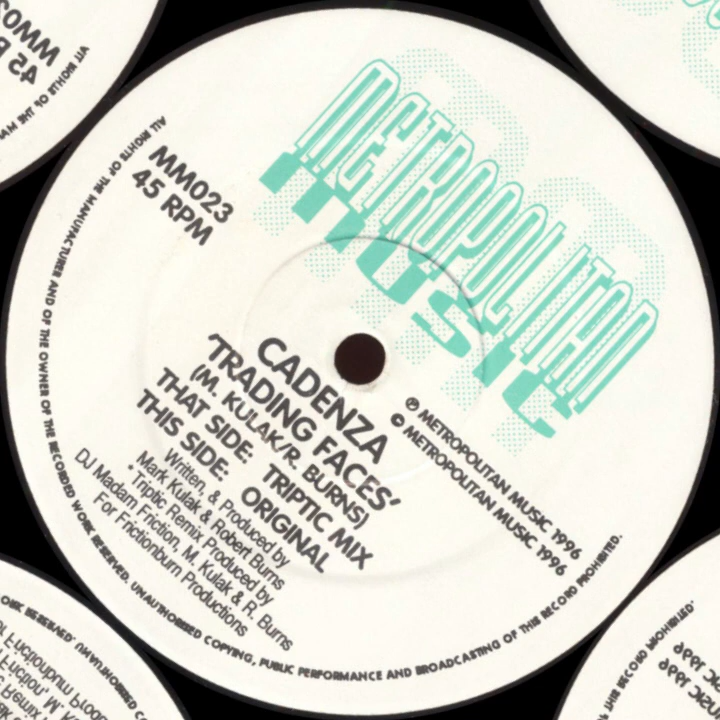 METROPOLITAN
music
MM023
45 RPM
℗ METROPOLITAN MUSIC 1996
© METROPOLITAN MUSIC 1996
CADENZA
'TRADING FACES'
(M. KULAK/R. BURNS)
THAT SIDE: TRIPTIC MIX
THIS SIDE: ORIGINAL
Written, & Produced by
Mark Kulak & Robert Burns
* Triptic Remix Produced by
DJ Madam Friction, M. Kulak & R. Burns
For Frictionburn Productions
ALL RIGHTS OF THE MANUFACTURER AND OF THE OWNER OF THE RECORDED WORK RESERVED. UNAUTHORISED COPYING, PUBLIC PERFORMANCE AND BROADCASTING OF THIS RECORD PROHIBITED.